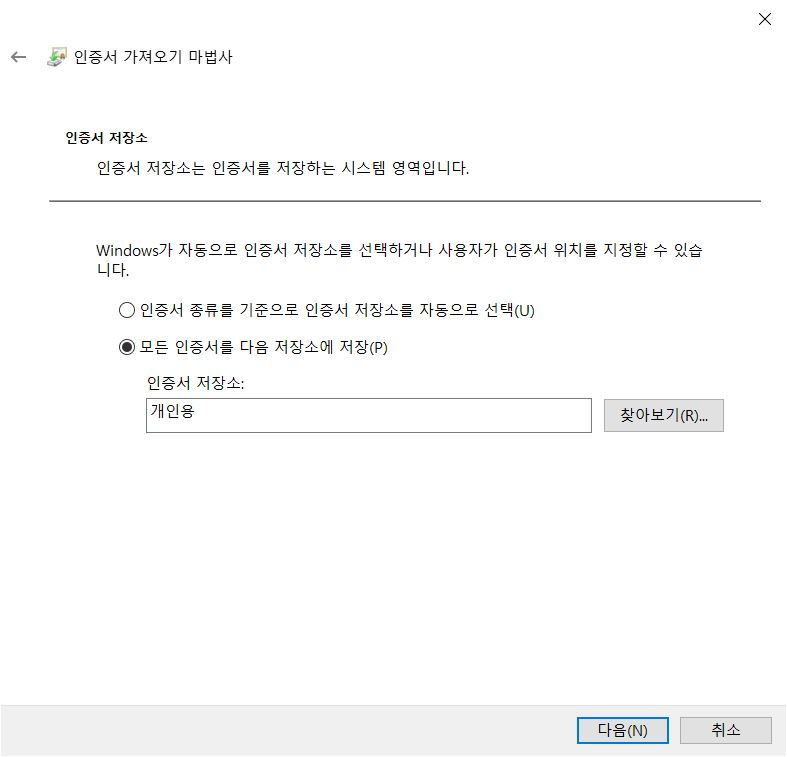 인증서 가져오기 마법사
인증서 저장소
인증서 저장소는 인증서를 저장하는 시스템 영역입니다.
Windows가 자동으로 인증서 저장소를 선택하거나 사용자가 인증서 위치를 지정할 수 있습
니다.
인증서 종류를 기준으로 인증서 저장소를 자동으로 선택(U)
모든 인증서를 다음 저장소에 저장(P)
인증서 저장소:
개인용
찾아보기(R)...
다음(N)
취소